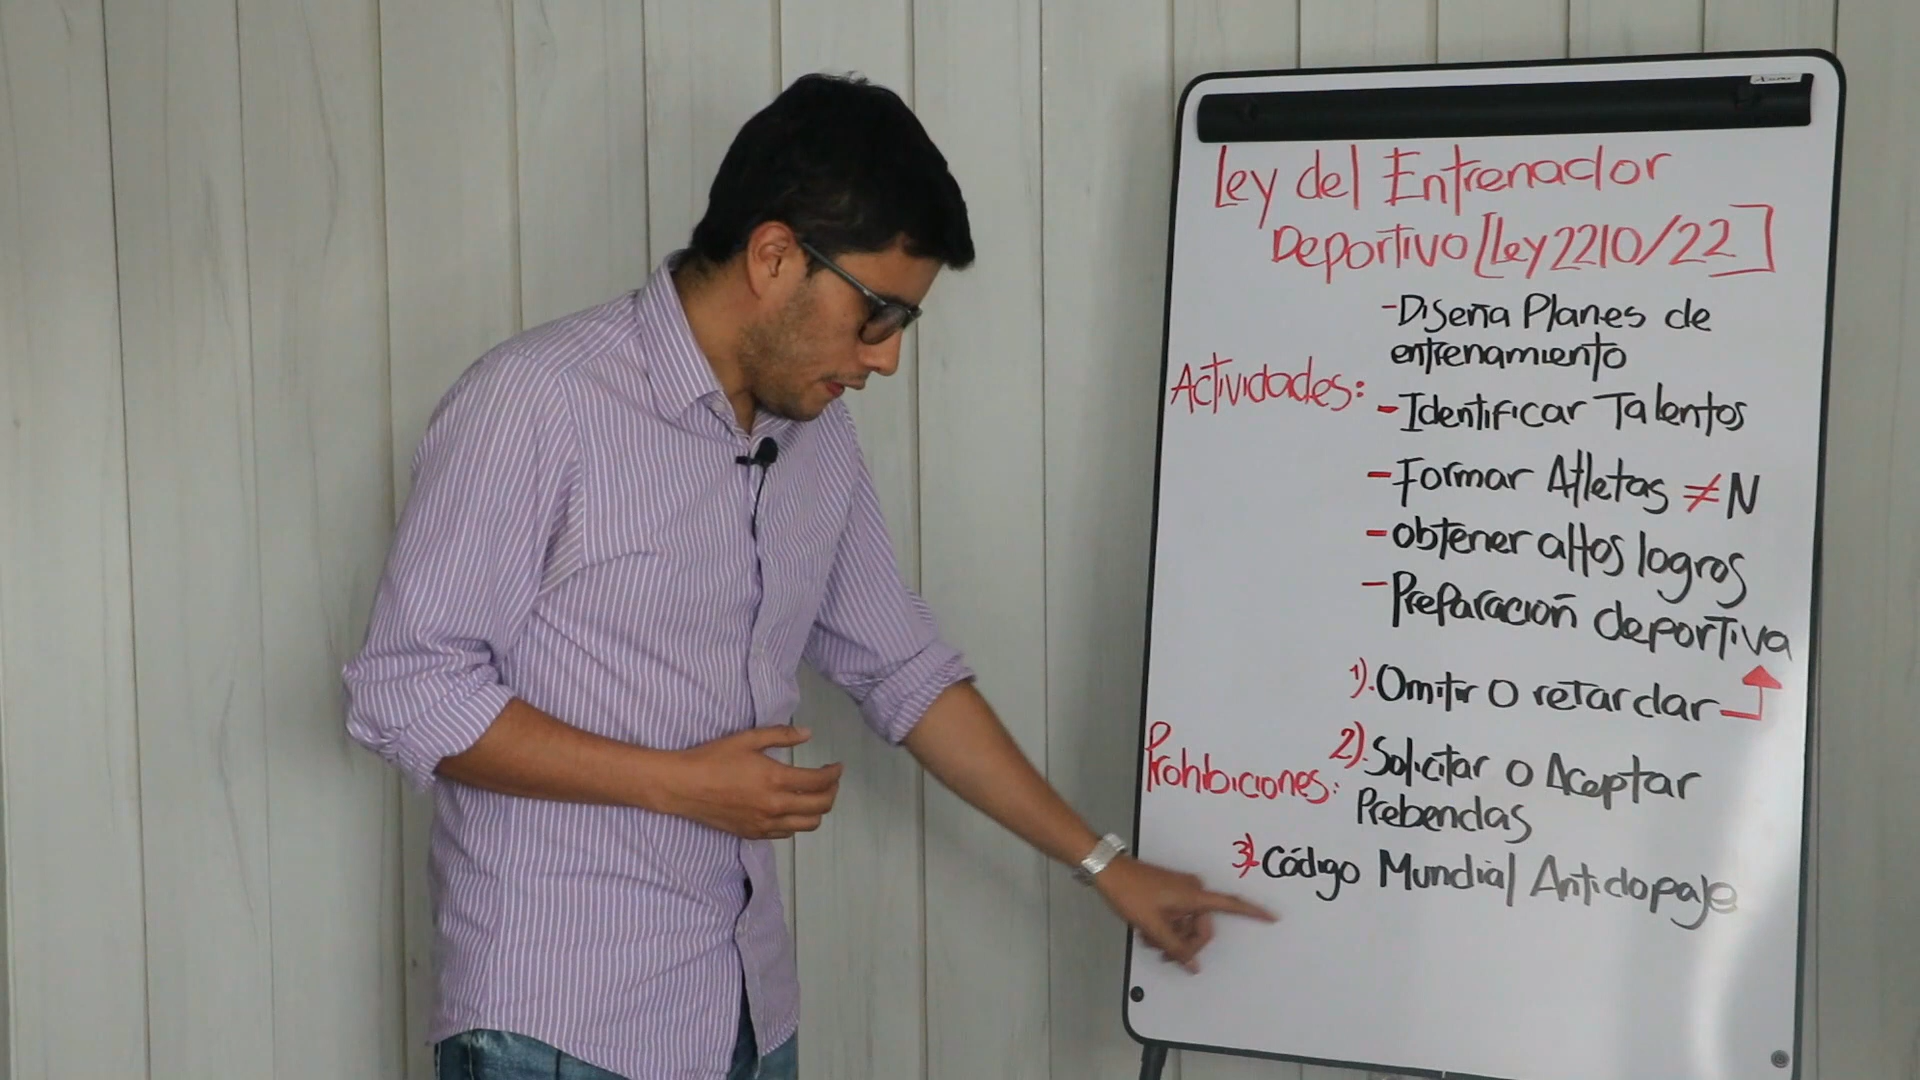 Ley del Entrenador
Deportivo [Ley 2210/22]
-Diseña Planes de
entrenamiento
Actividades:
-Identificar Talentos
-Formar Atletas ≠ N
-obtener altos logros
-Preparación deportiva
1).Omitir o retardar
Prohibiciones:
2).Solicitar o Aceptar
Prebendas
3).Código Mundial Antidopaje